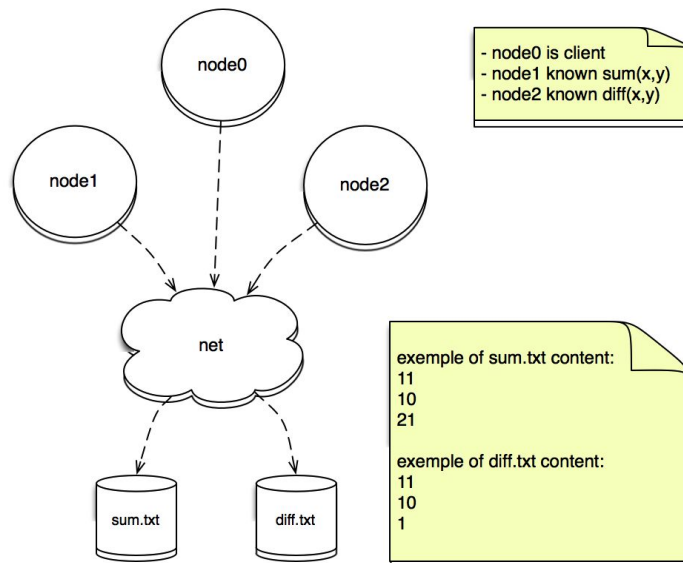 node0
- node0 is client
- node1 known sum(x,y)
- node2 known diff(x,y)
node1
node2
net
exemple of sum.txt content:
11
10
21
exemple of diff.txt content:
11
10
1
sum.txt
diff.txt